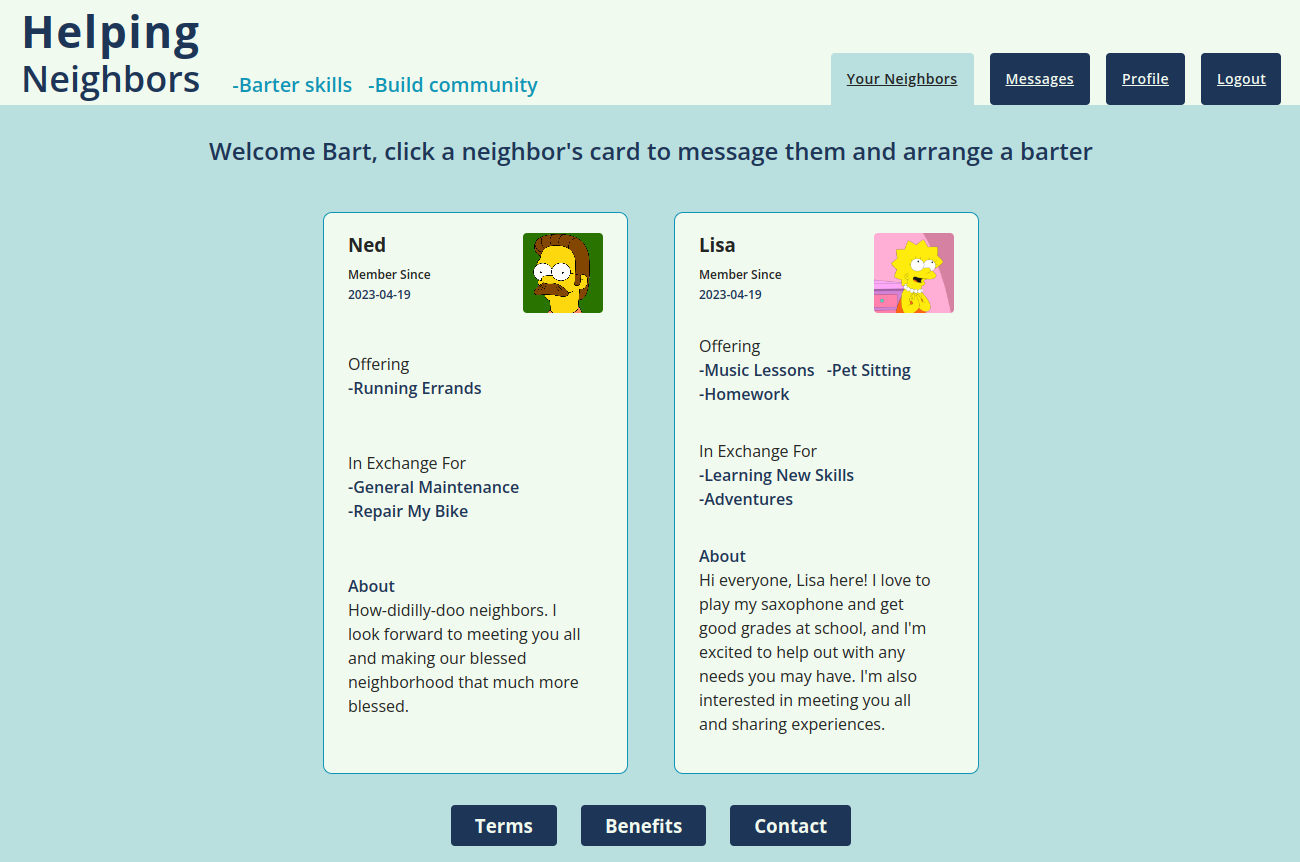 Helping
Neighbors
-Barter skills -Build community
Your Neighbors
Messages
Profile
Logout
Welcome Bart, click a neighbor's card to message them and arrange a barter
Ned
Member Since
2023-04-19
Offering
-Running Errands
In Exchange For
-General Maintenance
-Repair My Bike
About
How-didilly-doo neighbors. I
look forward to meeting you all
and making our blessed
neighborhood that much more
blessed.
Lisa
Member Since
2023-04-19
Offering
-Music Lessons -Pet Sitting
-Homework
In Exchange For
-Learning New Skills
-Adventures
About
Hi everyone, Lisa here! I love to
play my saxophone and get
good grades at school, and I'm
excited to help out with any
needs you may have. I'm also
interested in meeting you all
and sharing experiences.
Terms
Benefits
Contact